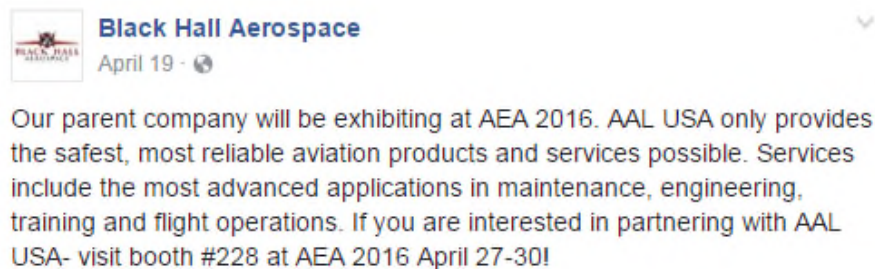 BLACK HALL
AEROSPACE
Black Hall Aerospace
April 19 ·
Our parent company will be exhibiting at AEA 2016. AAL USA only provides
the safest, most reliable aviation products and services possible. Services
include the most advanced applications in maintenance, engineering,
training and flight operations. If you are interested in partnering with AAL
USA- visit booth #228 at AEA 2016 April 27-30!